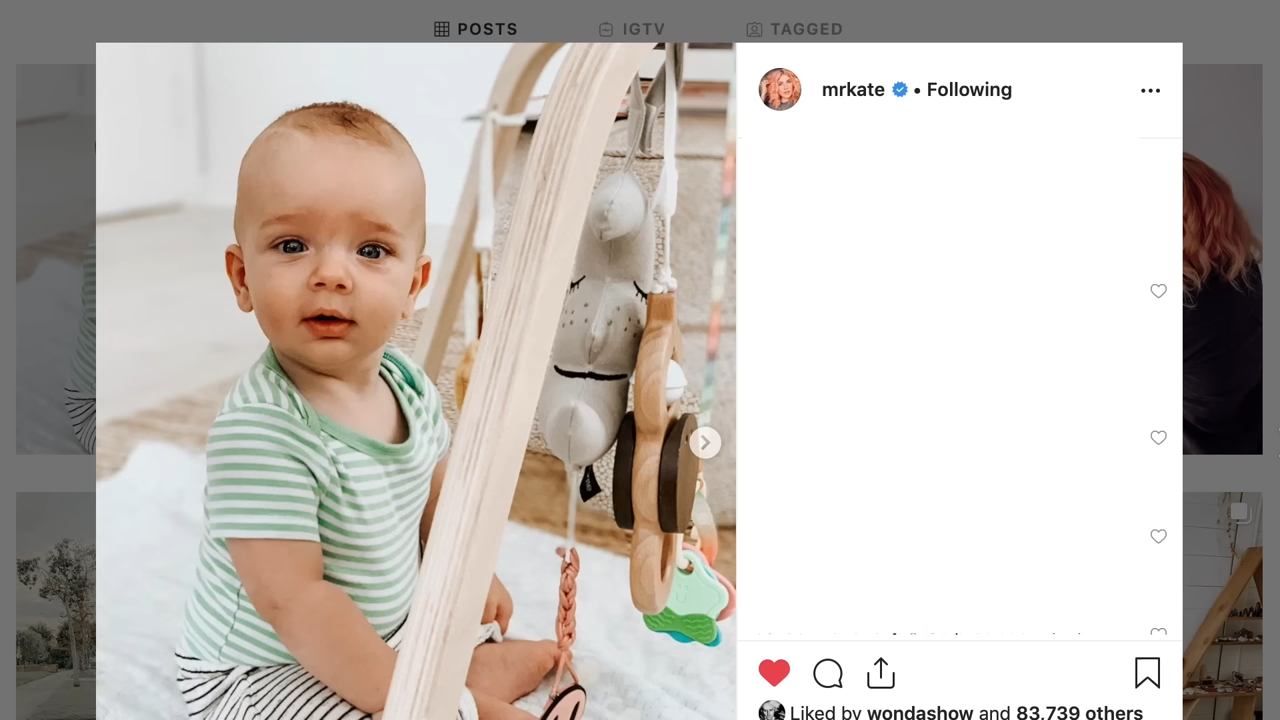 POSTS IGTV TAGGED
mrkate • Following
Liked by wondashow and 83,739 others